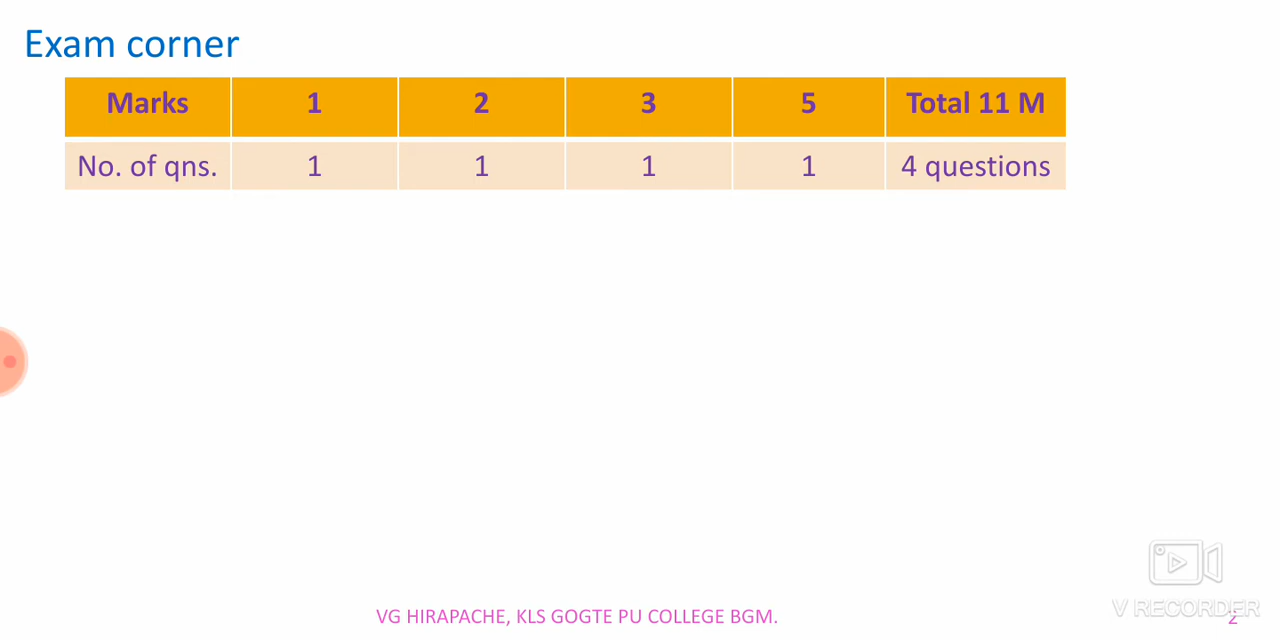 Exam corner
Marks 1 2 3 5 Total 11 M
No. of qns. 1 1 1 1 4 questions
VG HIRAPACHE, KLS GOGTE PU COLLEGE BGM.
V RECORDER
2